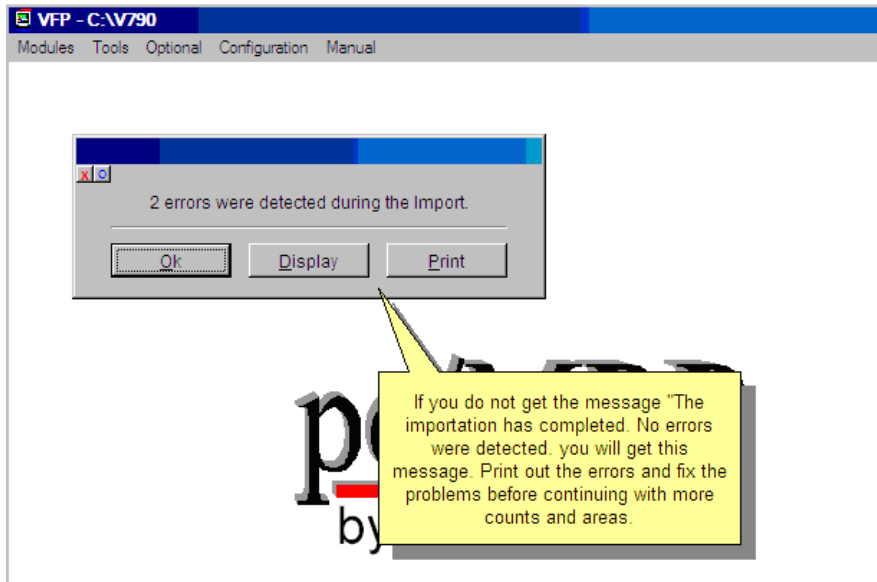 VFP - C:\V790
Modules Tools Optional Configuration Manual
x o
2 errors were detected during the Import.
Ok Display Print
If you do not get the message "The
importation has completed. No errors
were detected. you will get this
message. Print out the errors and fix the
problems before continuing with more
counts and areas.
by